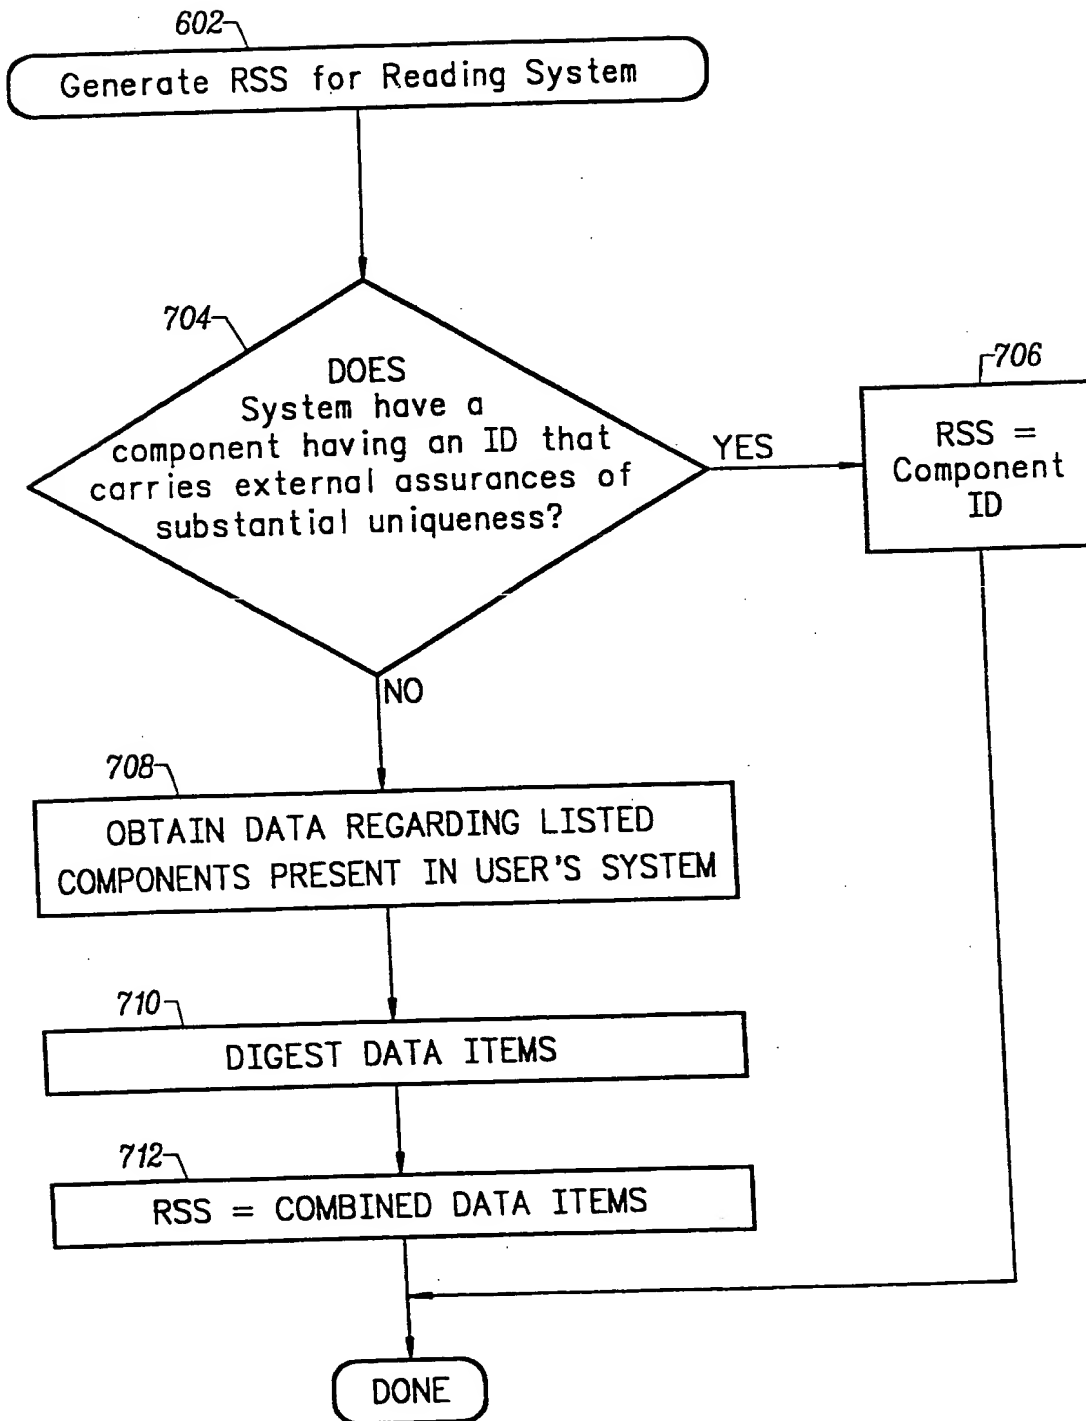 602
Generate RSS for Reading System
704
DOES
System have a
component having an ID that
carries external assurances of
substantial uniqueness?
YES
706
RSS =
Component
ID
NO
708
OBTAIN DATA REGARDING LISTED
COMPONENTS PRESENT IN USER'S SYSTEM
710
DIGEST DATA ITEMS
712
RSS = COMBINED DATA ITEMS
DONE